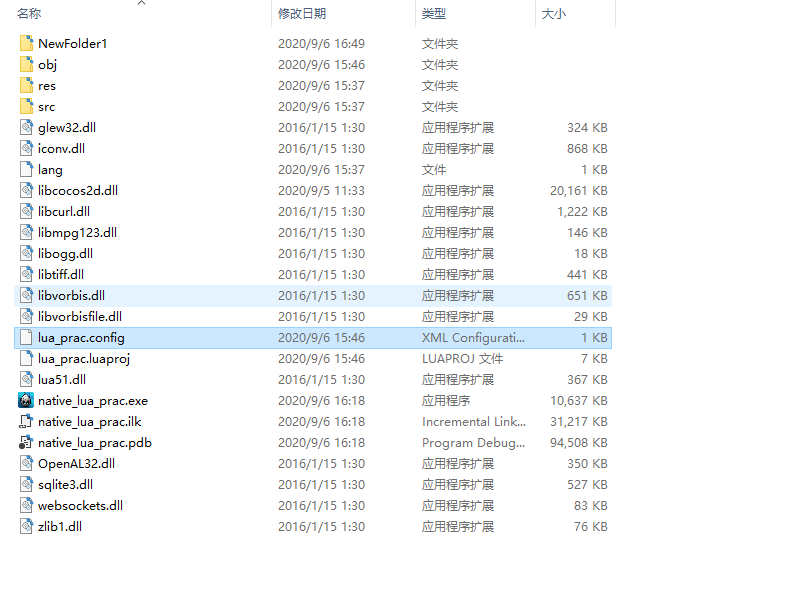 名称 修改日期 类型 大小
NewFolder1 2020/9/6 16:49 文件夹
obj 2020/9/6 15:46 文件夹
res 2020/9/6 15:37 文件夹
src 2020/9/6 15:37 文件夹
glew32.dll 2016/1/15 1:30 应用程序扩展 324 KB
iconv.dll 2016/1/15 1:30 应用程序扩展 868 KB
lang 2020/9/6 15:37 文件 1 KB
libcocos2d.dll 2020/9/5 11:33 应用程序扩展 20,161 KB
libcurl.dll 2016/1/15 1:30 应用程序扩展 1,222 KB
libmpg123.dll 2016/1/15 1:30 应用程序扩展 146 KB
libogg.dll 2016/1/15 1:30 应用程序扩展 18 KB
libtiff.dll 2016/1/15 1:30 应用程序扩展 441 KB
libvorbis.dll 2016/1/15 1:30 应用程序扩展 651 KB
libvorbisfile.dll 2016/1/15 1:30 应用程序扩展 29 KB
lua_prac.config 2020/9/6 15:46 XML Configurati... 1 KB
lua_prac.luaproj 2020/9/6 15:46 LUAPROJ 文件 7 KB
lua51.dll 2016/1/15 1:30 应用程序扩展 367 KB
native_lua_prac.exe 2020/9/6 16:18 应用程序 10,637 KB
native_lua_prac.ilk 2020/9/6 16:18 Incremental Link... 31,217 KB
native_lua_prac.pdb 2020/9/6 16:18 Program Debug... 94,508 KB
OpenAL32.dll 2016/1/15 1:30 应用程序扩展 350 KB
sqlite3.dll 2016/1/15 1:30 应用程序扩展 527 KB
websockets.dll 2016/1/15 1:30 应用程序扩展 83 KB
zlib1.dll 2016/1/15 1:30 应用程序扩展 76 KB